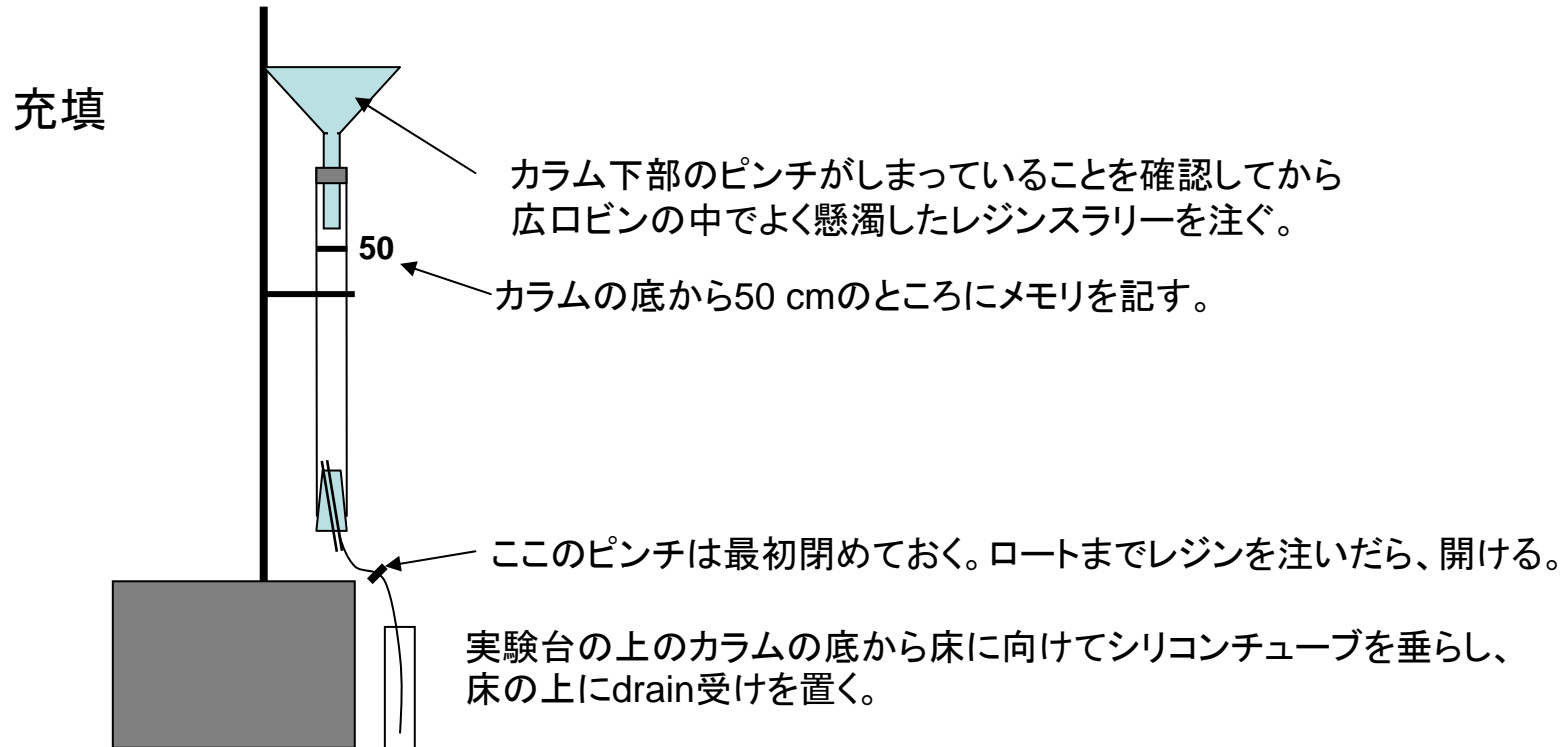 充填
カラム下部のピンチがしまっていることを確認してから
広口ビンの中でよく懸濁したレジンスラリーを注ぐ。
50
カラムの底から50 cmのところにメモリを記す。
ここのピンチは最初閉めておく。ロートまでレジンを注いだら、開ける。
実験台の上のカラムの底から床に向けてシリコンチューブを垂らし、
床の上にdrain受けを置く。